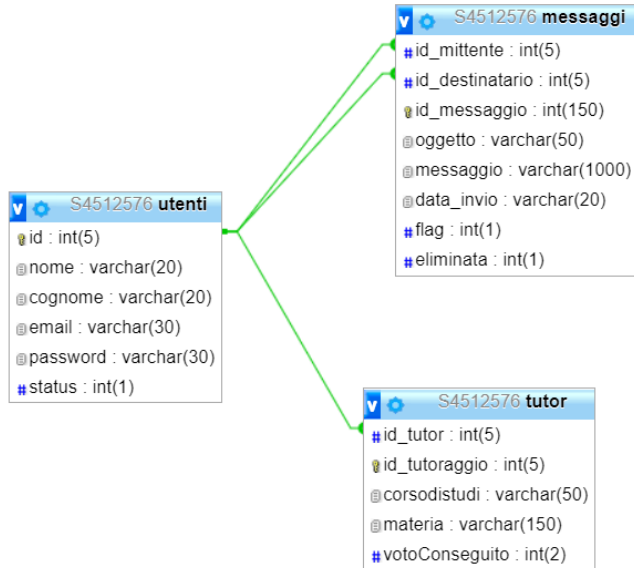 S4512576 messaggi
id_mittente : int(5)
id_destinatario : int(5)
id_messaggio : int(150)
oggetto : varchar(50)
messaggio : varchar(1000)
data_invio : varchar(20)
flag : int(1)
eliminata : int(1)
S4512576 utenti
id : int(5)
nome : varchar(20)
cognome : varchar(20)
email : varchar(30)
password : varchar(30)
status : int(1)
S4512576 tutor
id_tutor : int(5)
id_tutoraggio : int(5)
corsodistudi : varchar(50)
materia : varchar(150)
votoConseguito : int(2)